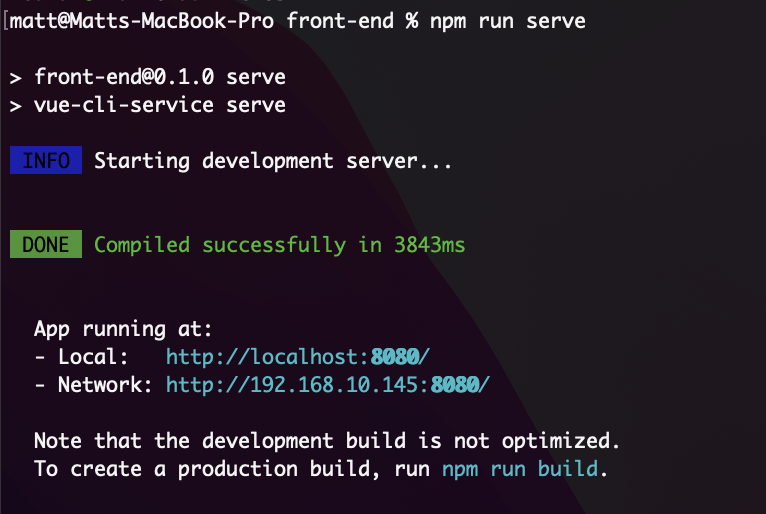 [matt@Matts-MacBook-Pro front-end % npm run serve
> front-end@0.1.0 serve
> vue-cli-service serve
INFO Starting development server...
DONE Compiled successfully in 3843ms
App running at:
- Local: http://localhost:8080/
- Network: http://192.168.10.145:8080/
Note that the development build is not optimized.
To create a production build, run npm run build.